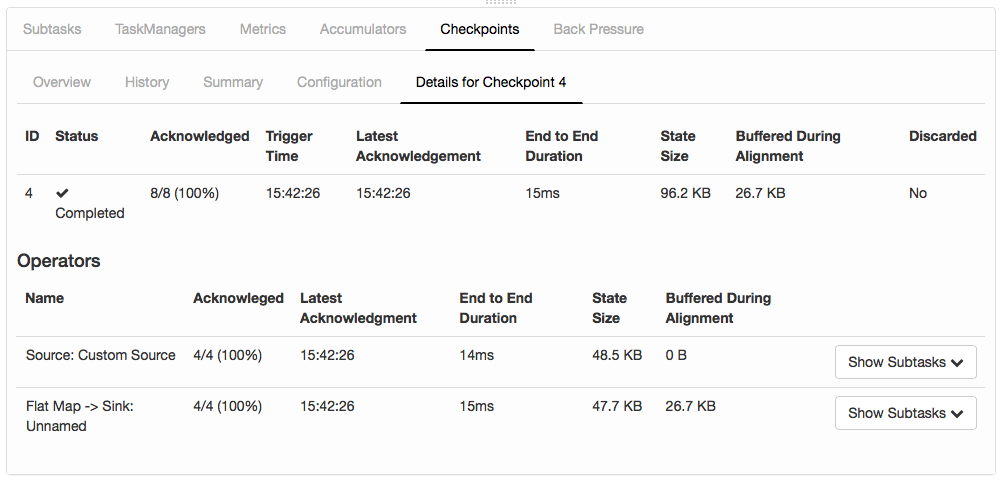 Subtasks TaskManagers Metrics Accumulators Checkpoints Back Pressure
Overview History Summary Configuration Details for Checkpoint 4
ID Status Acknowledged Trigger Latest End to End State Buffered During Discarded
Time Acknowledgement Duration Size Alignment
4 8/8 (100%) 15:42:26 15:42:26 15ms 96.2 KB 26.7 KB No
Completed
Operators
Name Acknowleged Latest End to End State Buffered During
Acknowledgment Duration Size Alignment
Source: Custom Source 4/4 (100%) 15:42:26 14ms 48.5 KB 0 B
Show Subtasks
Flat Map -> Sink: 4/4 (100%) 15:42:26 15ms 47.7 KB 26.7 KB
Show Subtasks
Unnamed